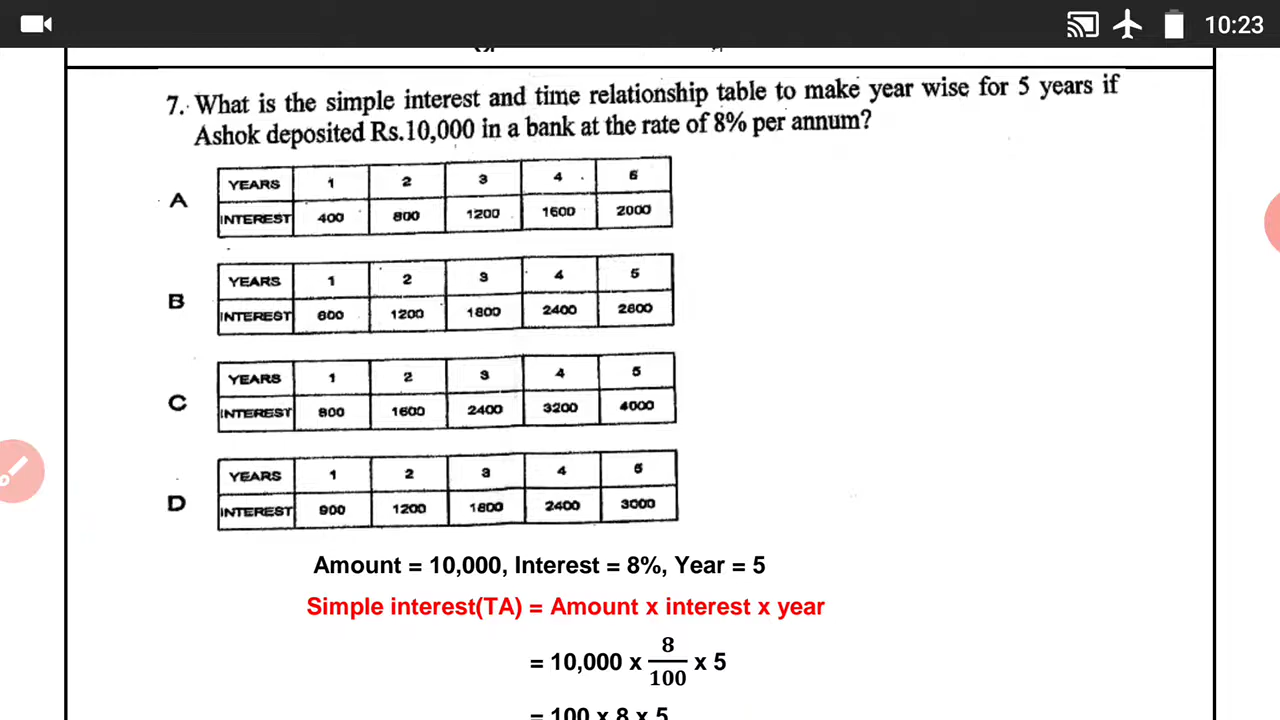 10:23
7. What is the simple interest and time relationship table to make year wise for 5 years if
Ashok deposited Rs.10,000 in a bank at the rate of 8% per annum?
A
YEARS 1 2 3 4 5
INTEREST 400 800 1200 1600 2000
B
YEARS 1 2 3 4 5
INTEREST 600 1200 1800 2400 2600
C
YEARS 1 2 3 4 5
INTEREST 800 1600 2400 3200 4000
D
YEARS 1 2 3 4 5
INTEREST 900 1200 1800 2400 3000
Amount = 10,000, Interest = 8%, Year = 5
Simple interest(TA) = Amount x interest x year
= 10,000 x 8/100 x 5
= 100 x 8 x 5